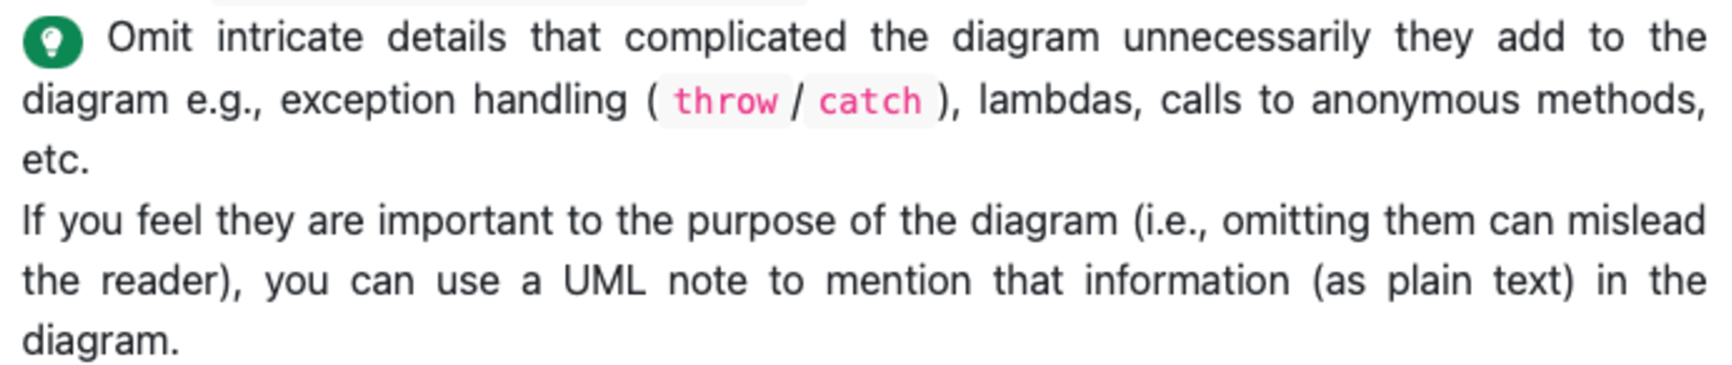 Omit intricate details that complicated the diagram unnecessarily they add to the
diagram e.g., exception handling ( throw / catch ), lambdas, calls to anonymous methods,
etc.
If you feel they are important to the purpose of the diagram (i.e., omitting them can mislead
the reader), you can use a UML note to mention that information (as plain text) in the
diagram.